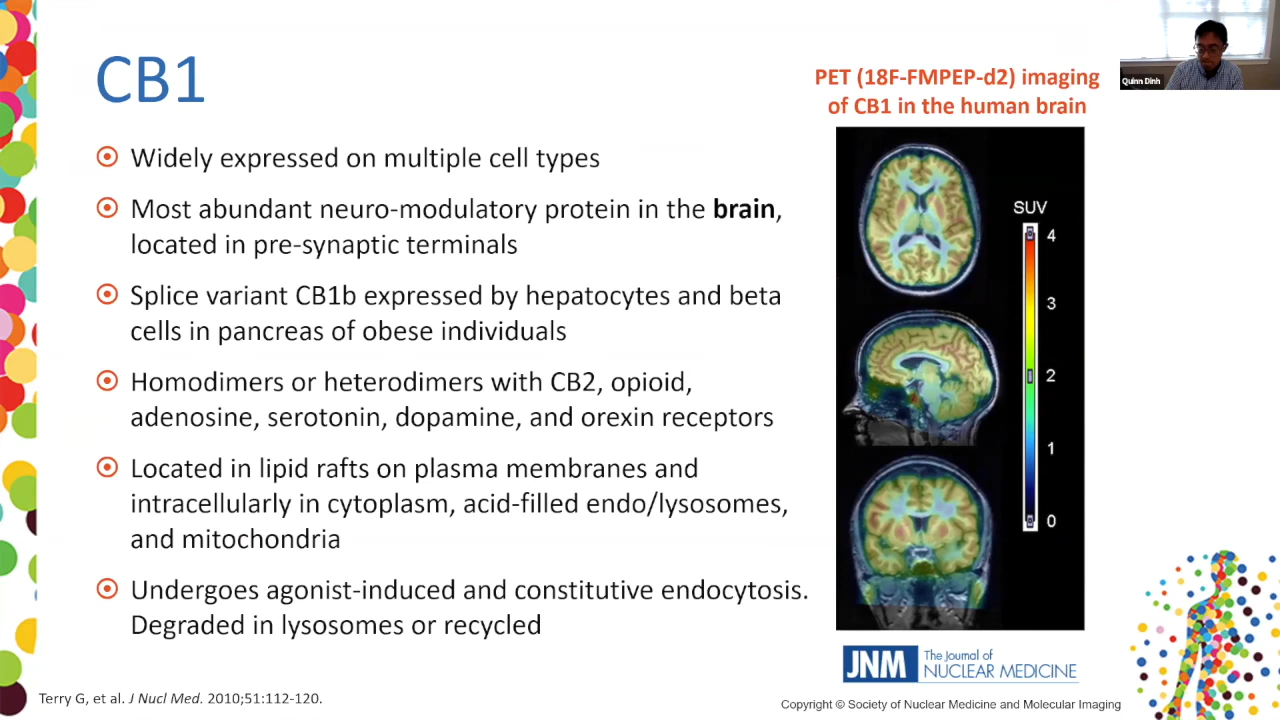 CB1
Widely expressed on multiple cell types
Most abundant neuro-modulatory protein in the brain,
located in pre-synaptic terminals
Splice variant CB1b expressed by hepatocytes and beta
cells in pancreas of obese individuals
Homodimers or heterodimers with CB2, opioid,
adenosine, serotonin, dopamine, and orexin receptors
Located in lipid rafts on plasma membranes and
intracellularly in cytoplasm, acid-filled endo/lysosomes,
and mitochondria
Undergoes agonist-induced and constitutive endocytosis.
Degraded in lysosomes or recycled
Terry G, et al. J Nucl Med. 2010;51:112-120.
PET (18F-FMPEP-d2) imaging
of CB1 in the human brain
SUV
4
3
2
1
0
JNM The Journal of
NUCLEAR MEDICINE
Copyright © Society of Nuclear Medicine and Molecular Imaging
Quinn Dinh